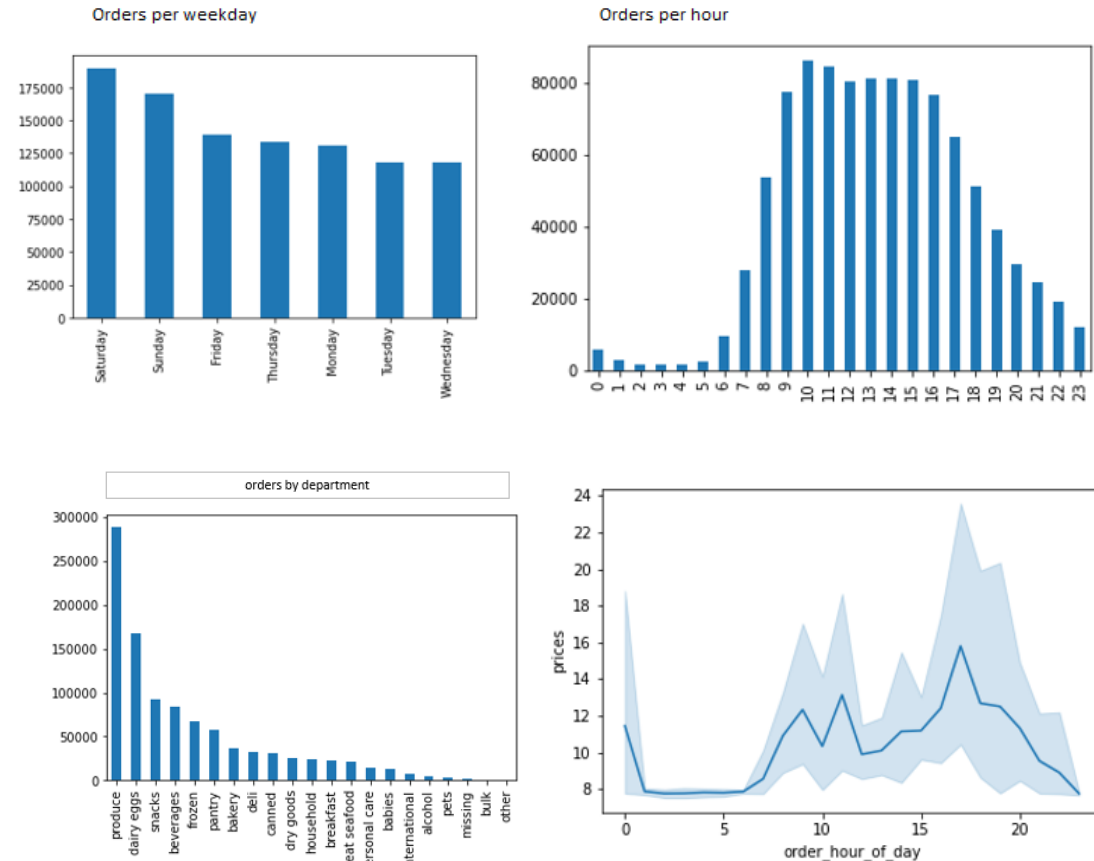 Orders per weekday
175000
150000
125000
100000
75000
50000
25000
0
Saturday
Sunday
Friday
Thursday
Monday
Tuesday
Wednesday
Orders per hour
80000
60000
40000
20000
0
0
1
2
3
4
5
6
7
8
9
10
11
12
13
14
15
16
17
18
19
20
21
22
23
orders by department
300000
250000
200000
150000
100000
50000
0
produce
dairy eggs
snacks
beverages
frozen
pantry
bakery
deli
canned
dry goods
household
breakfast
eat seafood
ersonal care
babies
nternational
alcohol
pets
missing
bulk
other
24
22
20
18
16
14
12
10
8
prices
0
5
10
15
20
order_hour_of_day